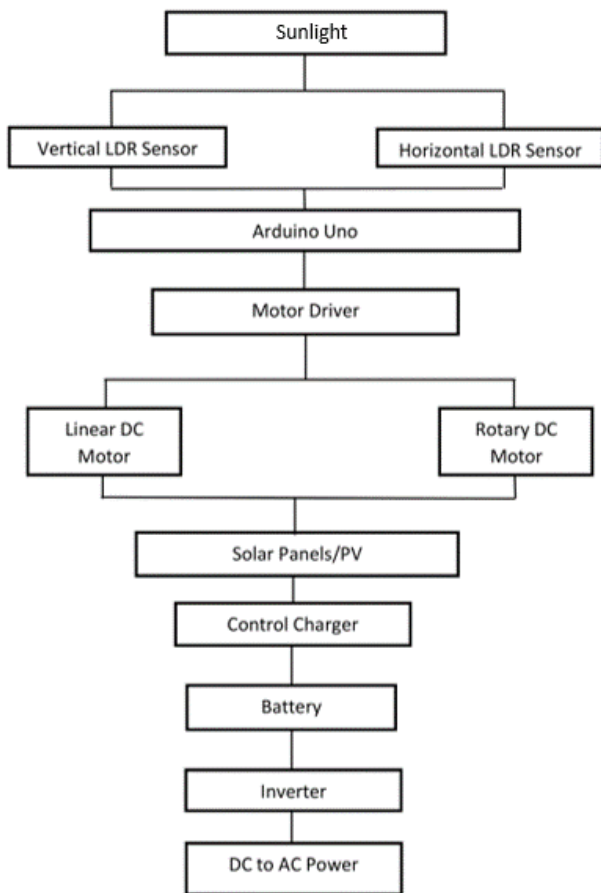 Sunlight
Vertical LDR Sensor
Horizontal LDR Sensor
Arduino Uno
Motor Driver
Linear DC
Motor
Rotary DC
Motor
Solar Panels/PV
Control Charger
Battery
Inverter
DC to AC Power